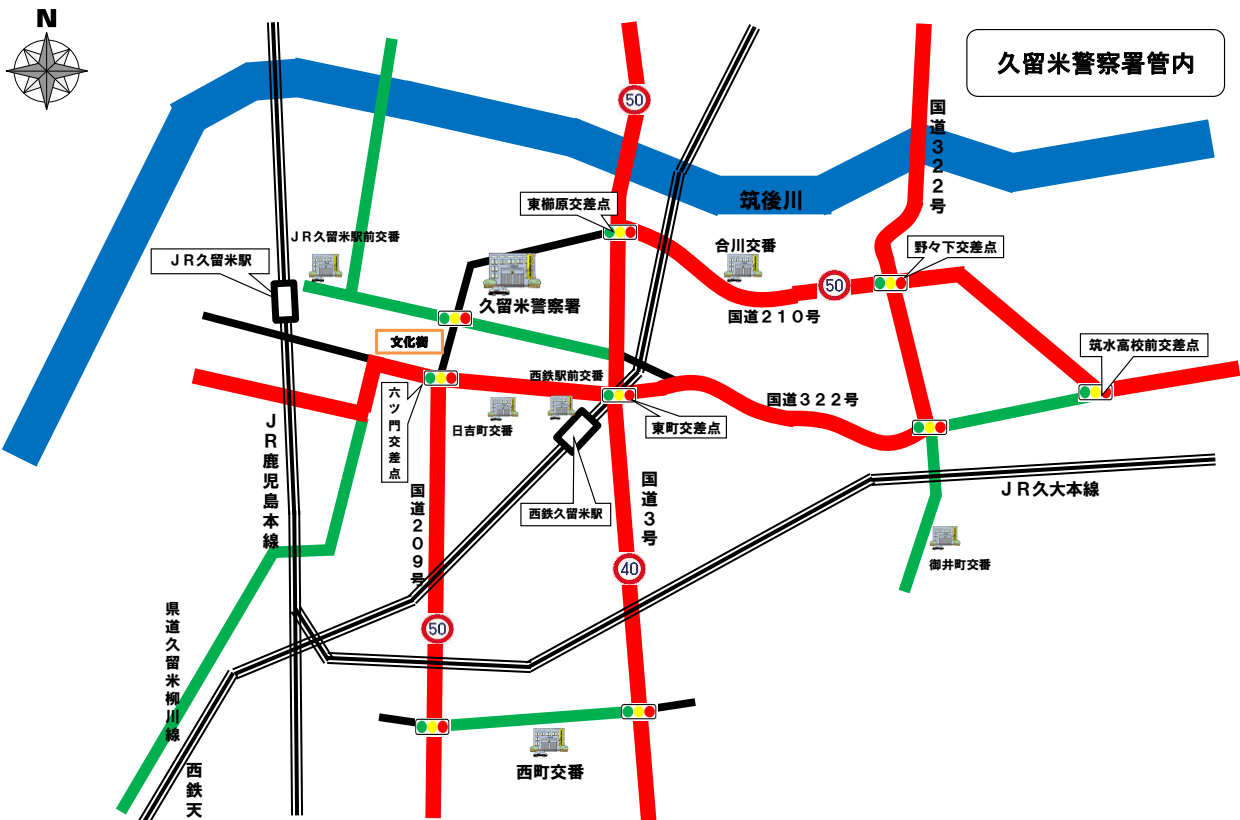 N
久留米警察署管内
50
国道322号
東櫛原交差点
筑後川
JR久留米駅前交番
合川交番
野々下交差点
JR久留米駅
50
久留米警察署
国道210号
文化街
筑水高校前交差点
西鉄駅前交番
六ツ門交差点
国道322号
日吉町交番
東町交差点
JR鹿児島本線
国道209号
西鉄久留米駅
国道3号
JR久大本線
40
御井町交番
県道久留米柳川線
50
西鉄天
西町交番